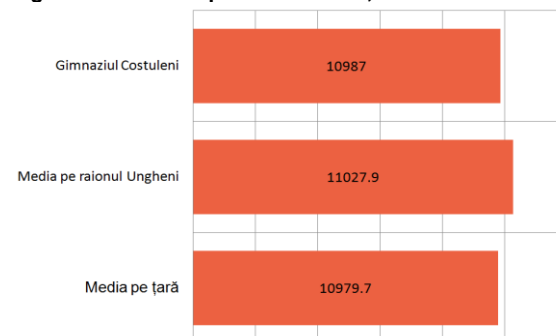 Gimnaziul Costuleni
10987
Media pe raionul Ungheni
11027.9
Media pe țară
10979.7